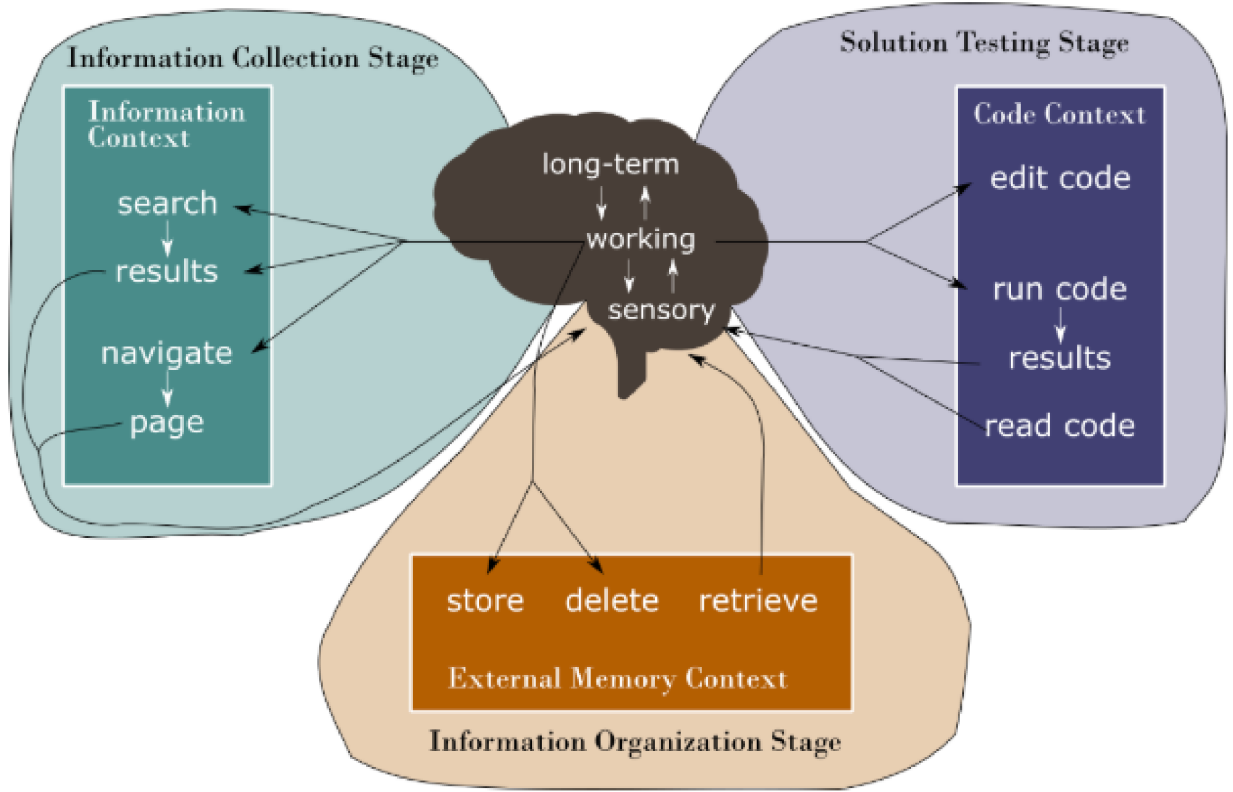 Information Collection Stage
Information
Context
search
results
navigate
page
long-term
working
sensory
Solution Testing Stage
Code Context
edit code
run code
results
read code
store delete retrieve
External Memory Context
Information Organization Stage